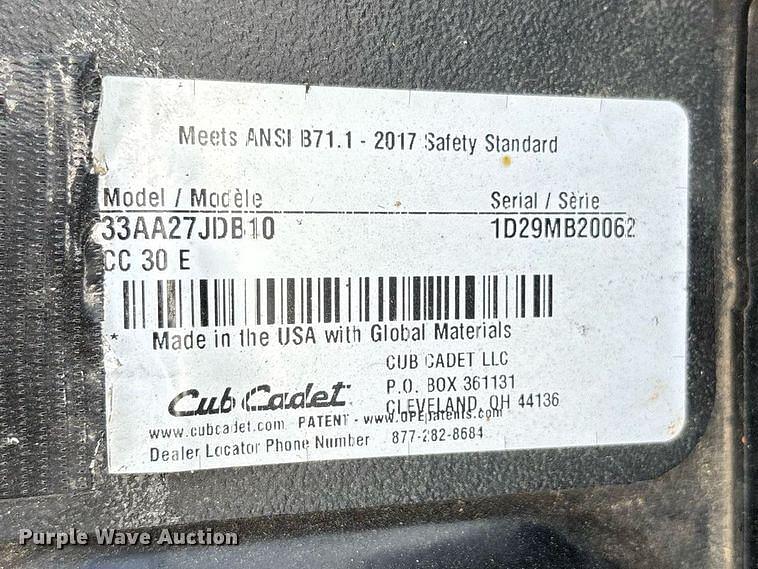 Meets ANSI B71.1 - 2017 Safety Standard
Model / Modèle Serial / Série
33AA27JDB10 1D29MB20062
CC 30 E
* Made in the USA with Global Materials
CUB CADET LLC
P.O. BOX 361131
Cub Cadet CLEVELAND, OH 44136
www.cubcadet.com PATENT - www.OPEpatents.com
Dealer Locator Phone Number 877-282-8684
Purple Wave Auction